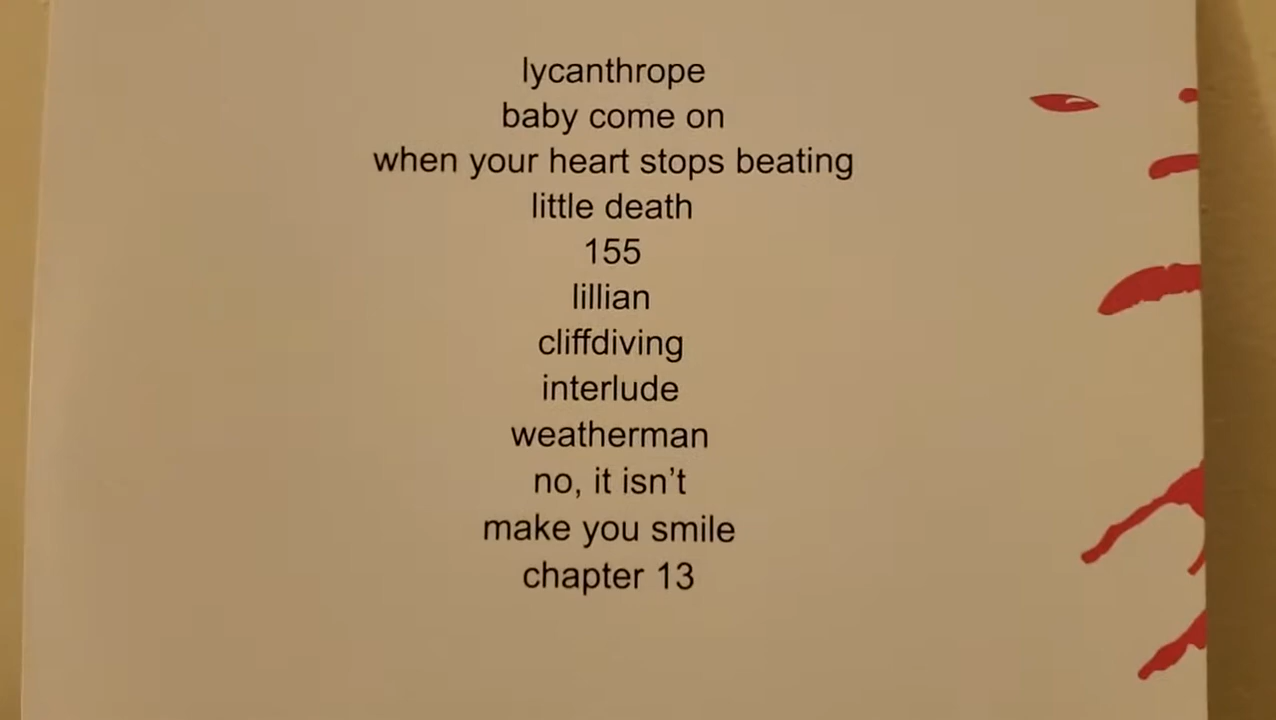 lycanthrope
baby come on
when your heart stops beating
little death
155
lillian
cliffdiving
interlude
weatherman
no, it isn’t
make you smile
chapter 13